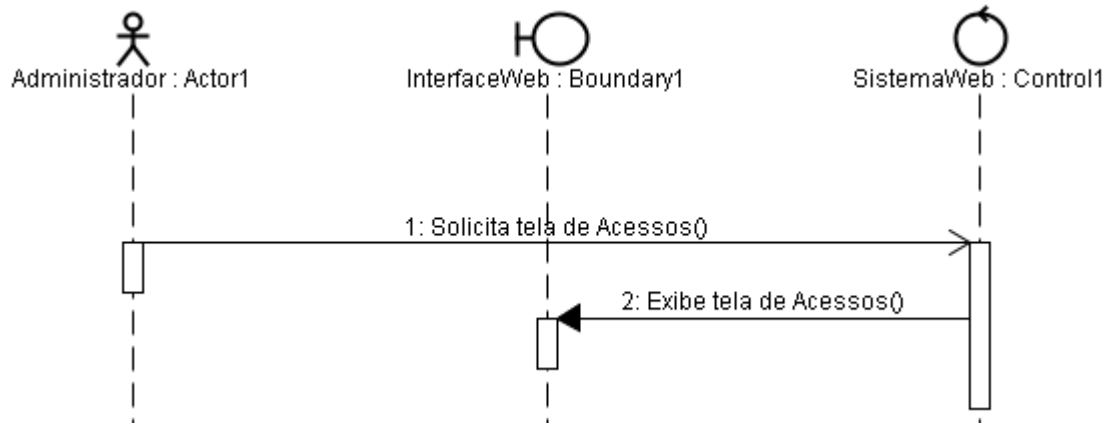 Administrador : Actor1
InterfaceWeb : Boundary1
SistemaWeb : Control1
1: Solicita tela de Acessos()
2: Exibe tela de Acessos()